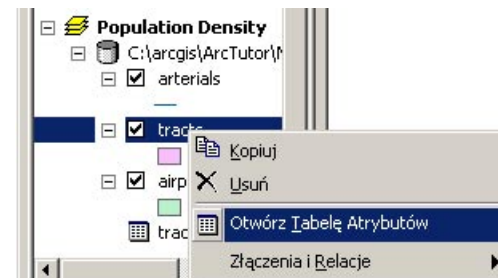 Population Density
C:\arcgis\ArcTutor\
arterials
tracts
Kopiuj
airp
Usuń
Otwórz Tabelę Atrybutów
trac
Złączenia i Relacje